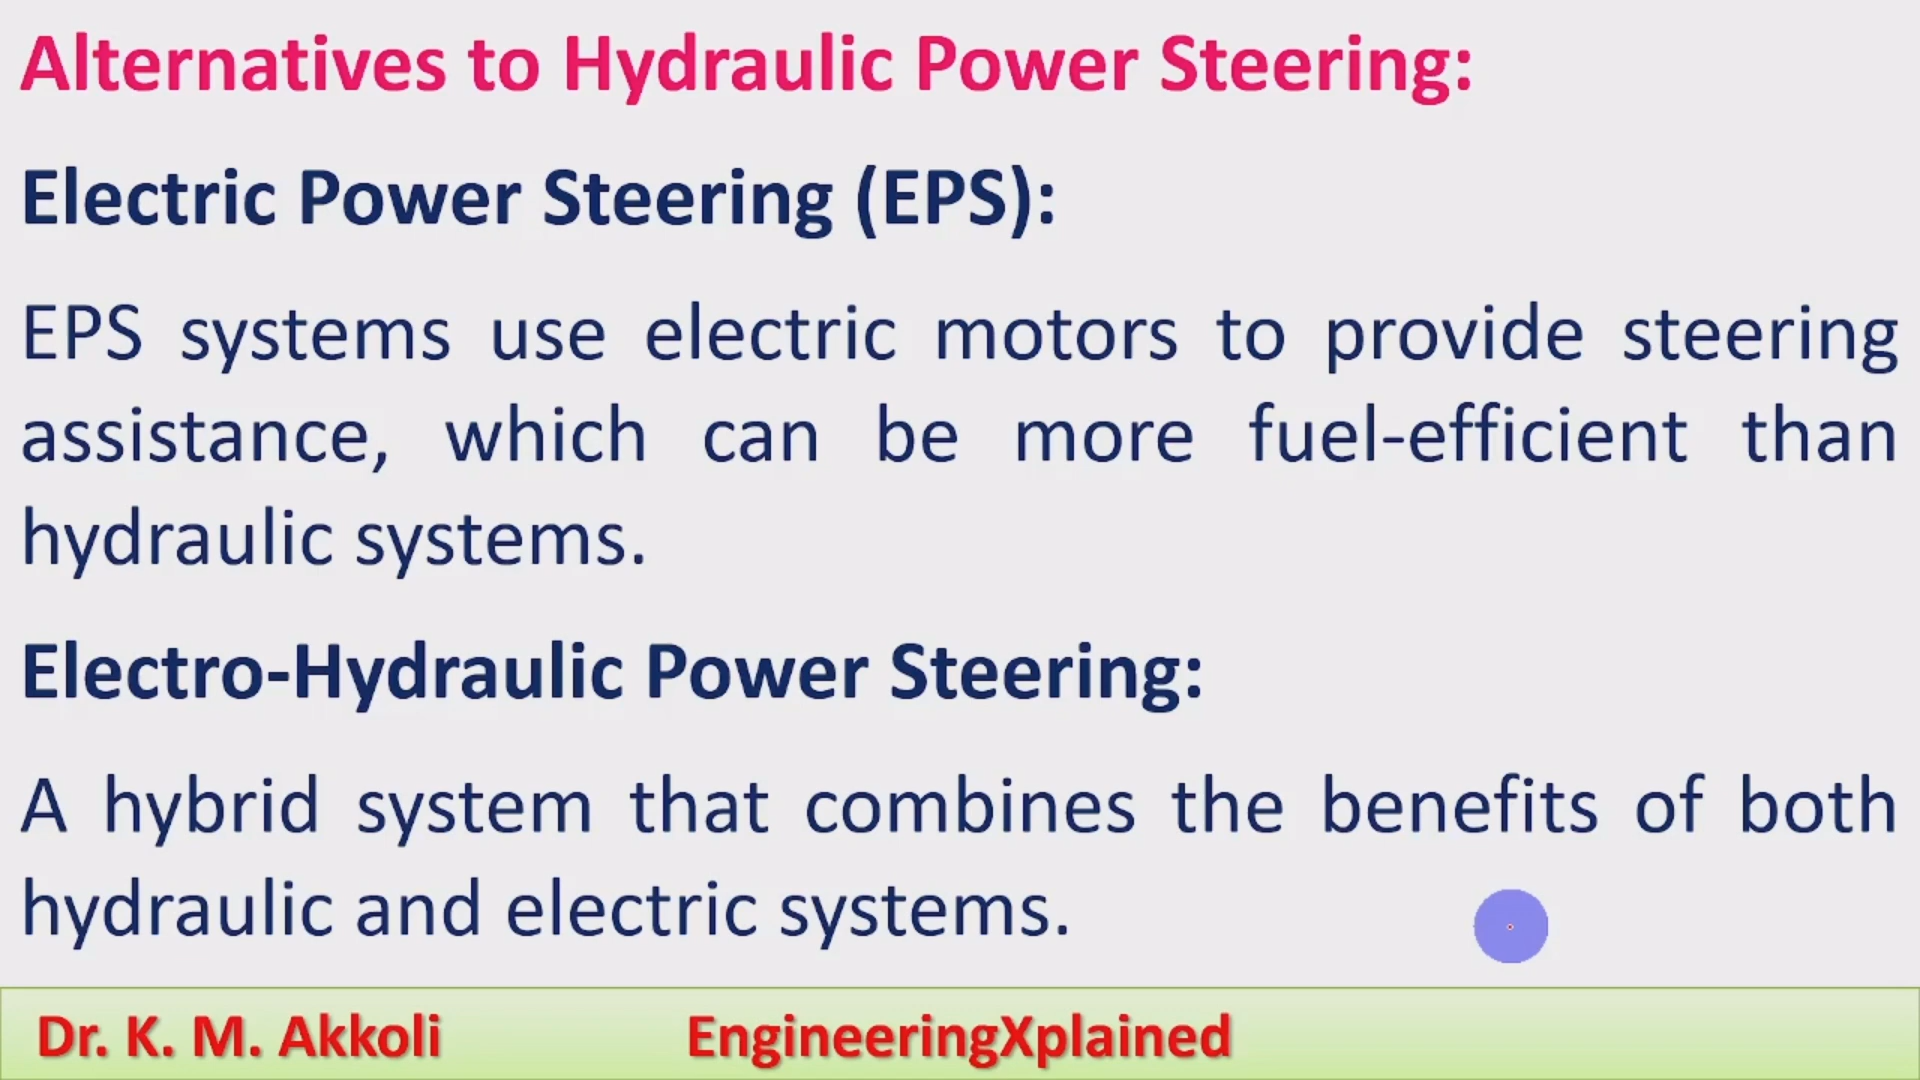 Alternatives to Hydraulic Power Steering:
Electric Power Steering (EPS):
EPS systems use electric motors to provide steering
assistance, which can be more fuel-efficient than
hydraulic systems.
Electro-Hydraulic Power Steering:
A hybrid system that combines the benefits of both
hydraulic and electric systems.
Dr. K. M. Akkoli EngineeringXplained